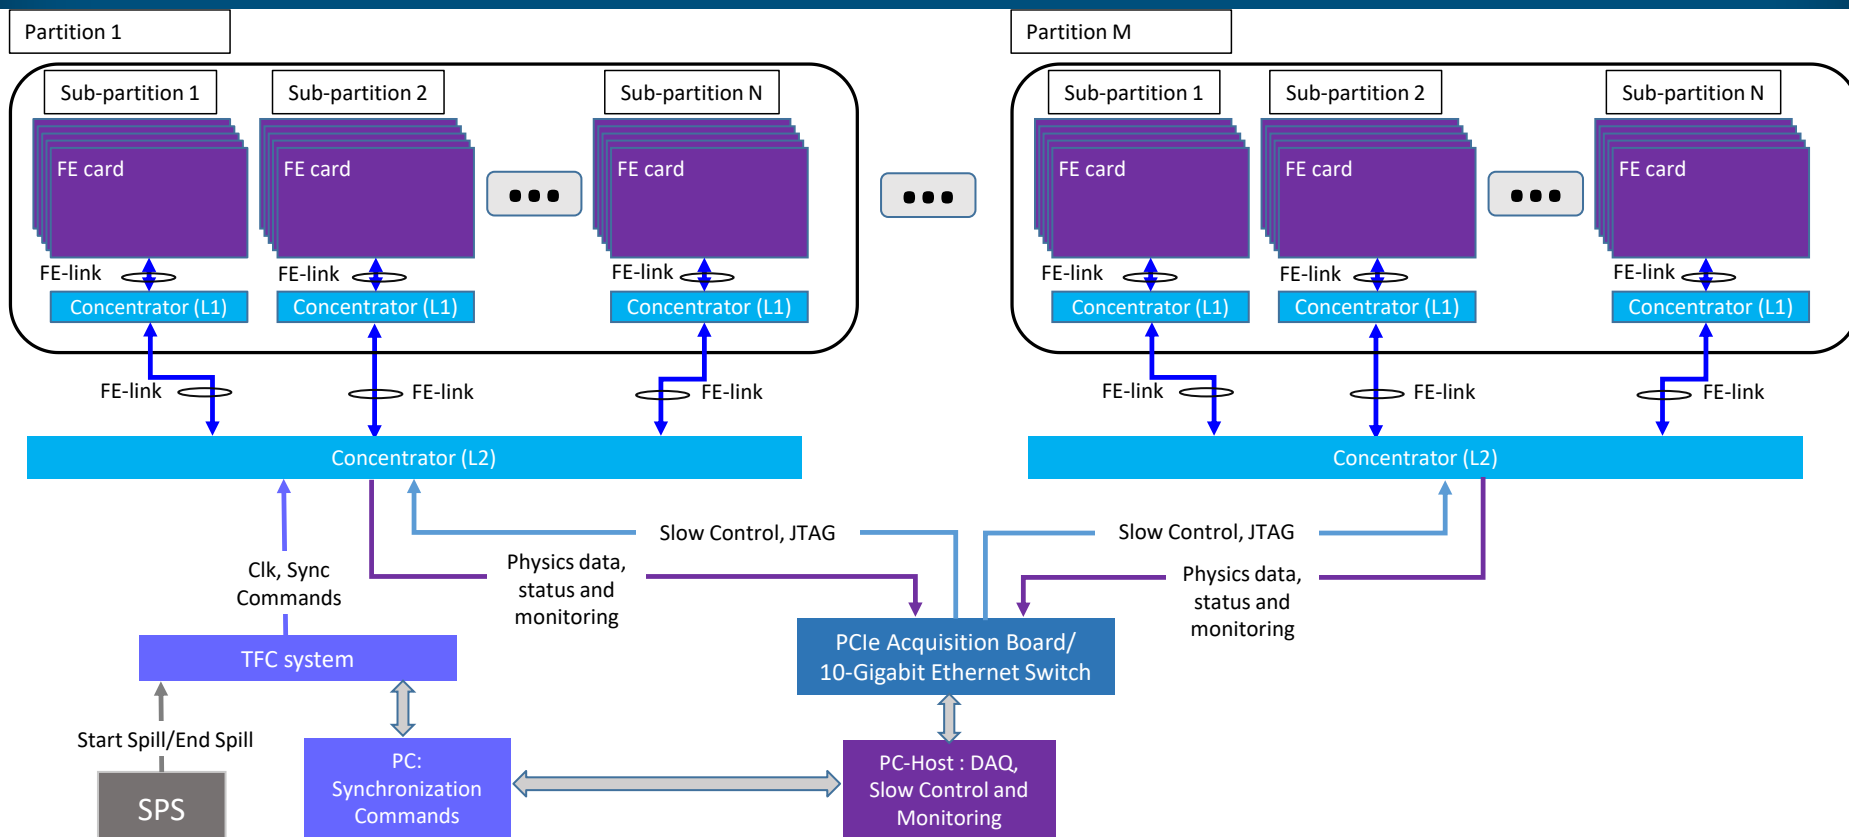 Partition 1
Partition M
Sub-partition 1
Sub-partition 2
Sub-partition N
Sub-partition 1
Sub-partition 2
Sub-partition N
FE card
FE card
FE card
FE card
FE card
FE card
FE-link
FE-link
FE-link
FE-link
FE-link
FE-link
Concentrator (L1)
Concentrator (L1)
Concentrator (L1)
Concentrator (L1)
Concentrator (L1)
Concentrator (L1)
FE-link
FE-link
FE-link
FE-link
FE-link
FE-link
Concentrator (L2)
Concentrator (L2)
Slow Control, JTAG
Slow Control, JTAG
Clk, Sync
Commands
Physics data,
status and
monitoring
Physics data,
status and
monitoring
TFC system
PCIe Acquisition Board/
10-Gigabit Ethernet Switch
Start Spill/End Spill
SPS
PC:
Synchronization
Commands
PC-Host : DAQ,
Slow Control and
Monitoring